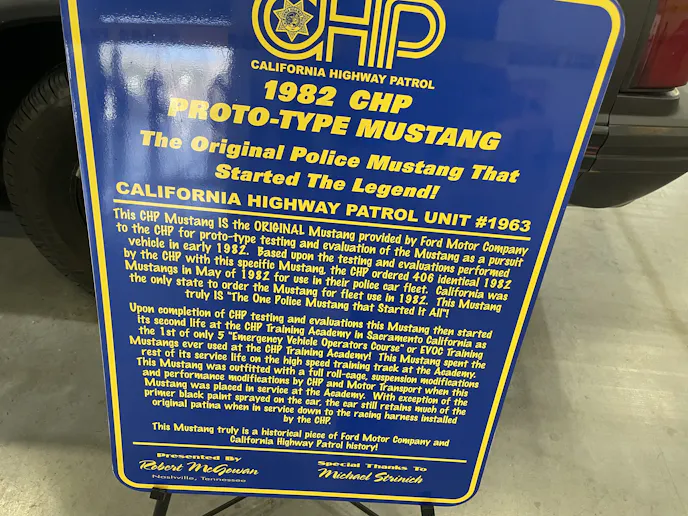 CHP
CALIFORNIA HIGHWAY PATROL
1982 CHP
PROTO-TYPE MUSTANG
The Original Police Mustang That
Started The Legend!
CALIFORNIA HIGHWAY PATROL UNIT #1963
This CHP Mustang IS the ORIGINAL Mustang provided by Ford Motor Company
to the CHP for proto-type testing and evaluation of the Mustang as a pursuit
vehicle in early 1982. Based upon the testing and evaluations performed
by the CHP with this specific Mustang, the CHP ordered 406 identical 1982
Mustangs in May of 1982 for use in their police car fleet. California was
the only state to order the Mustang for fleet use in 1982. This Mustang
truly is "The One Police Mustang that Started It All"!
Upon completion of CHP testing and evaluations this Mustang then started
its second life at the CHP Training Academy in Sacramento California as
the 1st of only 5 "Emergency Vehicle Operators Course" or EVOC Training
Mustangs ever used at the CHP Training Academy! This Mustang spent the
rest of its service life on the high speed training track at the Academy.
This Mustang was outfitted with a full roll-cage, suspension modifications
and performance modifications by CHP and Motor Transport when this
Mustang was placed in service at the Academy. With exception of the
primer black paint sprayed on the car, the car still retains much of the
original patina when in service down to the racing harness installed
by the CHP.
This Mustang truly is a historical piece of Ford Motor Company and
California Highway Patrol history!
Presented By
Robert McGowan
Nashville, Tennessee
Special Thanks To
Michael Strinich